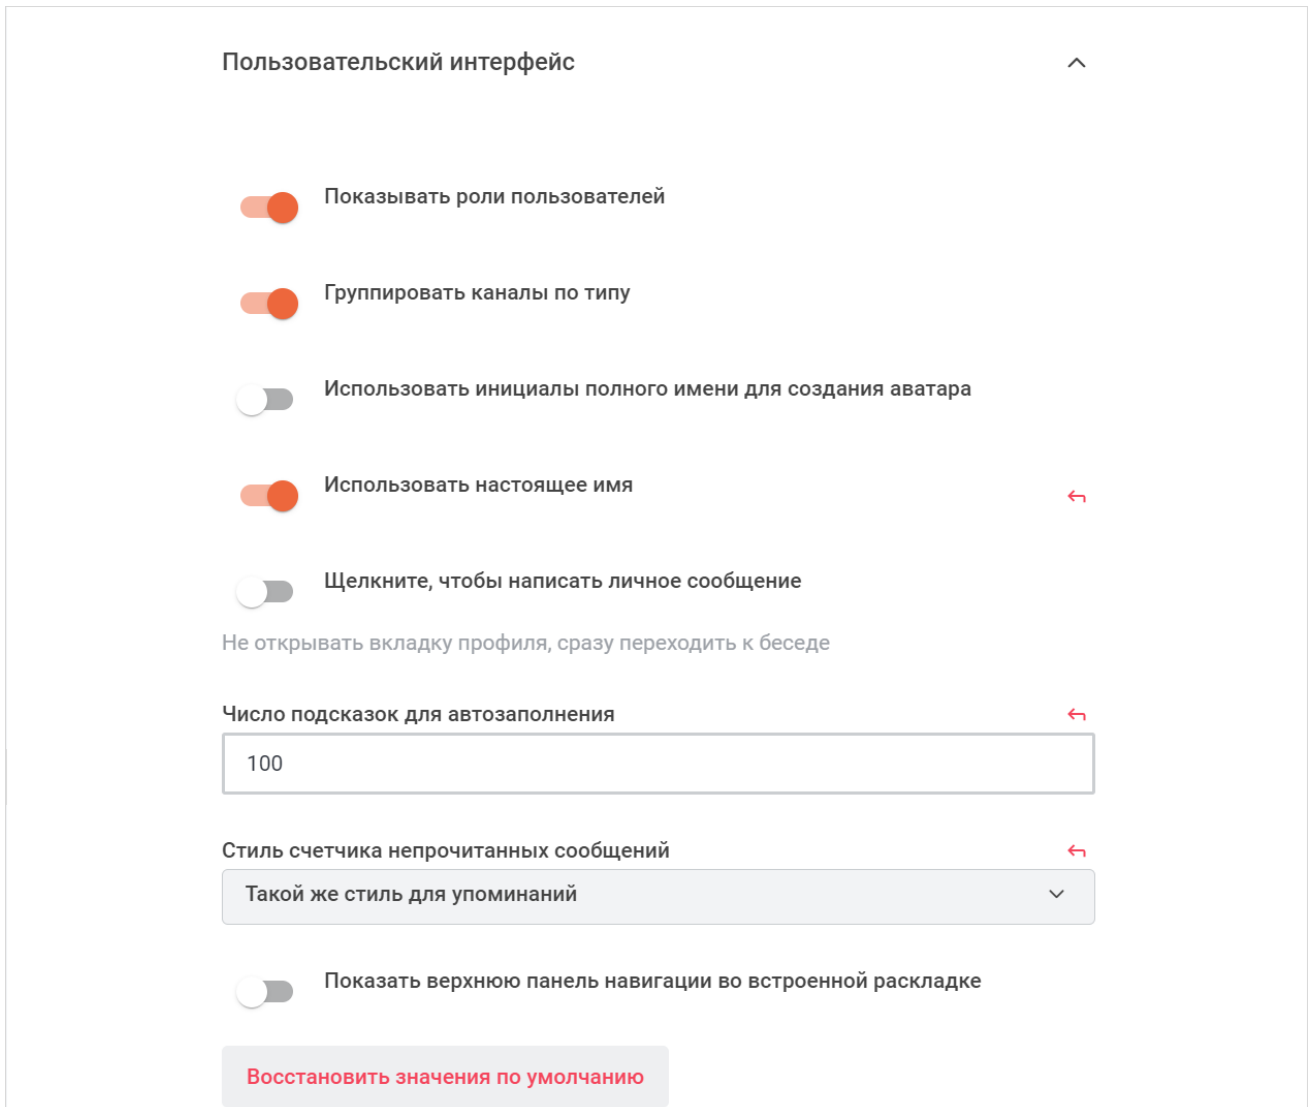 Пользовательский интерфейс
Показывать роли пользователей
Группировать каналы по типу
Использовать инициалы полного имени для создания аватара
Использовать настоящее имя
Щелкните, чтобы написать личное сообщение
Не открывать вкладку профиля, сразу переходить к беседе
Число подсказок для автозаполнения
100
Стиль счетчика непрочитанных сообщений
Такой же стиль для упоминаний
Показать верхнюю панель навигации во встроенной раскладке
Восстановить значения по умолчанию